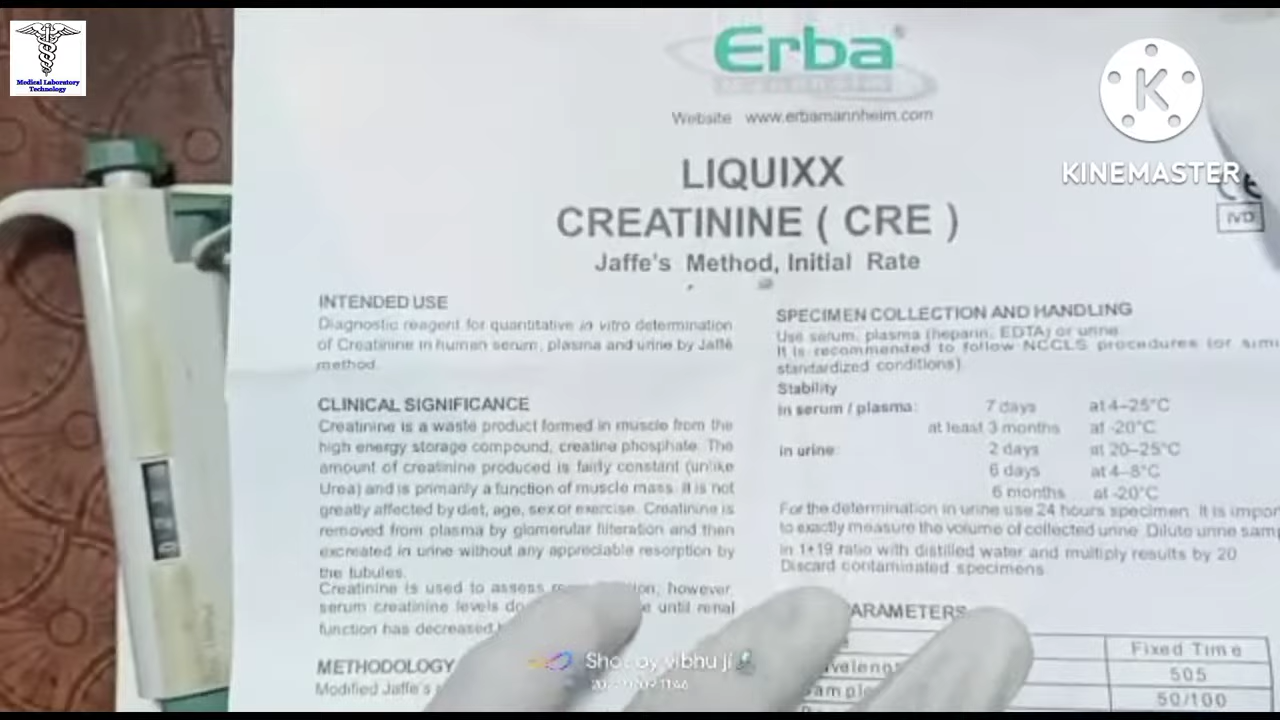 Medical Laboratory
Technology
Erba
Website www.erbamannheim.com
KINEMASTER
LIQUIXX
CREATININE ( CRE )
Jaffe's Method, Initial Rate
IVD
INTENDED USE
Diagnostic reagent for quantitative in vitro determination
of Creatinine in human serum, plasma and urine by Jaffé
method.
CLINICAL SIGNIFICANCE
Creatinine is a waste product formed in muscle from the
high energy storage compound, creatine phosphate. The
amount of creatinine produced is fairly constant (unlike
Urea) and is primarily a function of muscle mass. It is not
greatly affected by diet, age, sex or exercise. Creatinine is
removed from plasma by glomerular filteration and then
excreated in urine without any appreciable resorption by
the tubules.
Creatinine is used to assess however,
serum creatinine levels until renal
function has decreased
METHODOLOGY
Modified Jaffe's
SPECIMEN COLLECTION AND HANDLING
Use serum, plasma (heparin, EDTA) or urine.
It is recommended to follow NCCLS procedures (or
standardized conditions).
Stability
In serum / plasma: 7 days at 4–25°C
at least 3 months at -20°C
In urine: 2 days at 20–25°C
6 days at 4–8°C
6 months at -20°C
For the determination in urine use 24 hours specimen. It is
to exactly measure the volume of collected urine. Dilute urine
in 1+19 ratio with distilled water and multiply results by 20
Discard contaminated specimens.
Fixed Time
505
50/100
Shot by vibhu ji